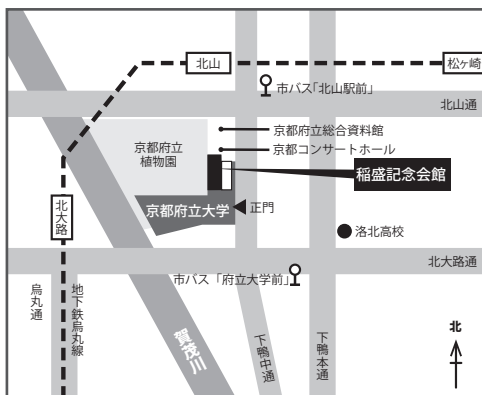 北山
松ヶ崎
市バス「北山駅前」
北山通
京都府立総合資料館
京都府立
植物園
京都コンサートホール
稲盛記念会館
北大路
京都府立大学
正門
洛北高校
北大路通
市バス「府立大学前」
烏丸通
地下鉄烏丸線
賀茂川
下鴨中通
下鴨本通
北